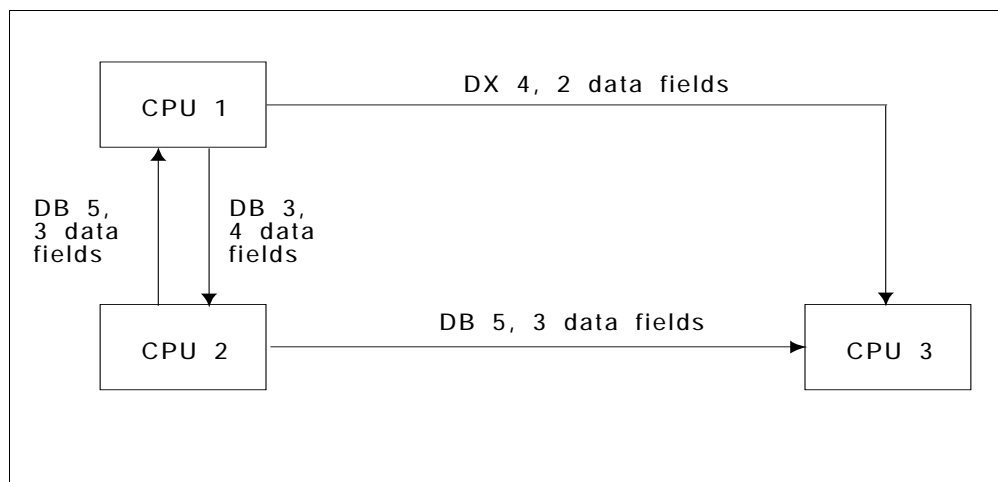 CPU 1
DX 4, 2 data fields
DB 5,
3 data
fields
DB 3,
4 data
fields
CPU 2
DB 5, 3 data fields
CPU 3